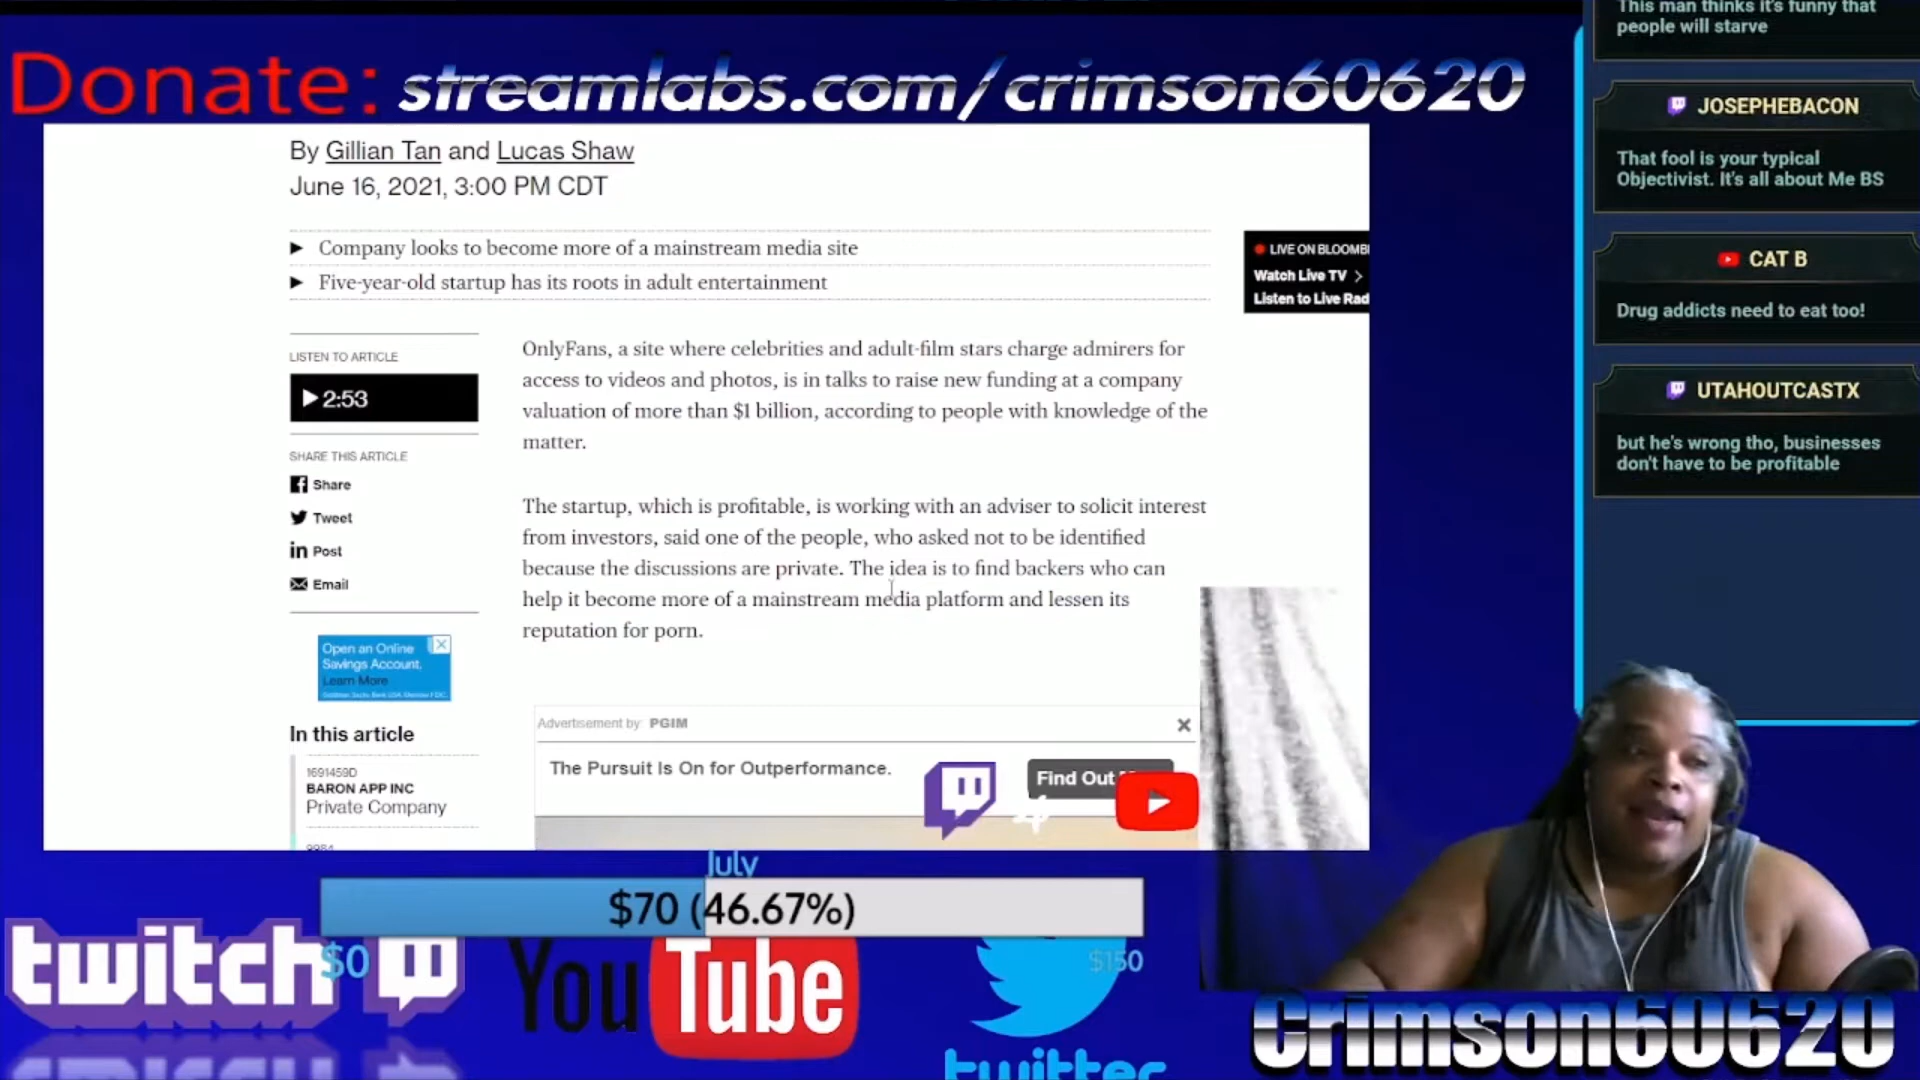 Donate: streamlabs.com/crimson60620
This man thinks it's funny that
people will starve
JOSEPHEBACON
That fool is your typical
Objectivist. It's all about Me BS
CAT B
Drug addicts need to eat too!
UTAHOUTCASTX
but he's wrong tho, businesses
don't have to be profitable
By Gillian Tan and Lucas Shaw
June 16, 2021, 3:00 PM CDT
Company looks to become more of a mainstream media site
Five-year-old startup has its roots in adult entertainment
LIVE ON BLOOMB
Watch Live TV >
Listen to Live Rad
LISTEN TO ARTICLE
2:53
SHARE THIS ARTICLE
Share
Tweet
in Post
Email
OnlyFans, a site where celebrities and adult-film stars charge admirers for
access to videos and photos, is in talks to raise new funding at a company
valuation of more than $1 billion, according to people with knowledge of the
matter.
The startup, which is profitable, is working with an adviser to solicit interest
from investors, said one of the people, who asked not to be identified
because the discussions are private. The idea is to find backers who can
help it become more of a mainstream media platform and lessen its
reputation for porn.
Open an Online
Savings Account.
Learn More
In this article
1691459D
BARON APP INC
Private Company
Advertisement by PGIM
The Pursuit Is On for Outperformance.
Find Out
July
$70 (46.67%)
$0
$150
twitch
YouTube
twitter
Crimson60620